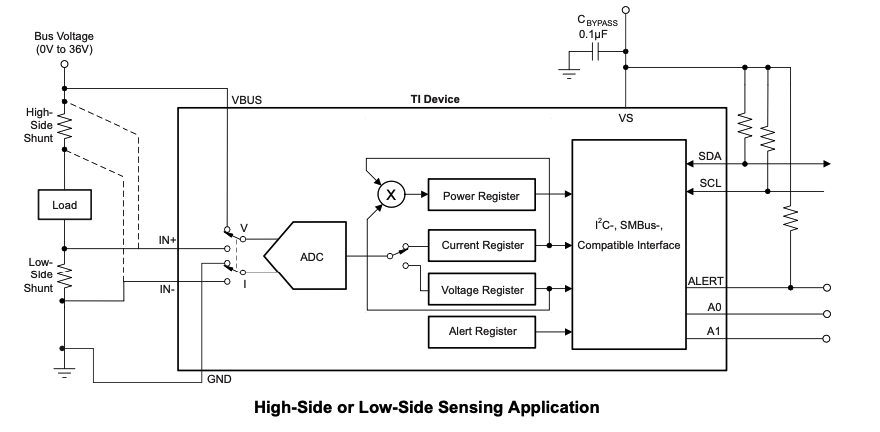 C BYPASS
0.1µF
Bus Voltage
(0V to 36V)
VBUS
TI Device
VS
High-
Side
Shunt
SDA
SCL
X
Power Register
Load
V
I²C-, SMBus-,
Compatible Interface
IN+
ADC
Current Register
Low-
Side
Shunt
I
IN-
Voltage Register
ALERT
A0
Alert Register
A1
GND
High-Side or Low-Side Sensing Application